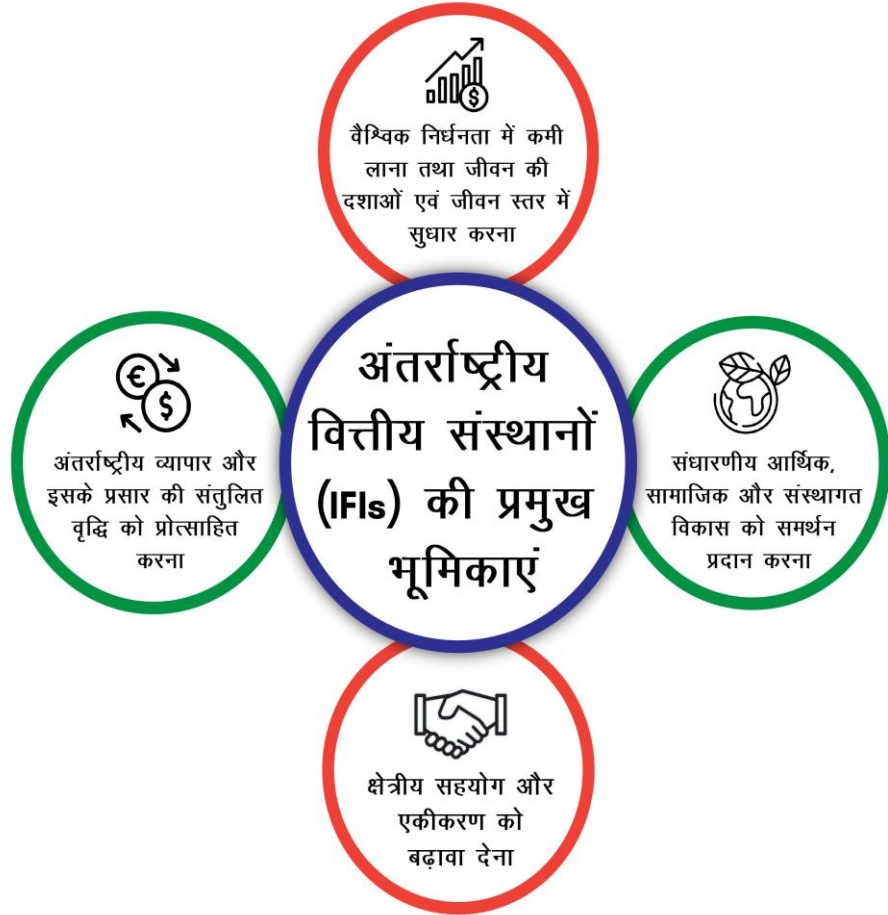 वैश्विक निर्धनता में कमी
लाना तथा जीवन की
दशाओं एवं जीवन स्तर में
सुधार करना
अंतर्राष्ट्रीय
वित्तीय संस्थानों
(IFIs) की प्रमुख
भूमिकाएं
अंतर्राष्ट्रीय व्यापार और
इसके प्रसार की संतुलित
वृद्धि को प्रोत्साहित
करना
संधारणीय आर्थिक,
सामाजिक और संस्थागत
विकास को समर्थन
प्रदान करना
क्षेत्रीय सहयोग और
एकीकरण को
बढ़ावा देना